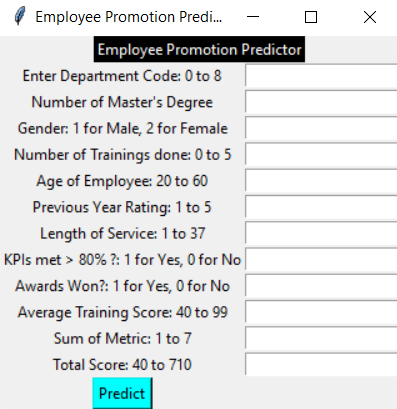 Employee Promotion Predi...
Employee Promotion Predictor
Enter Department Code: 0 to 8
Number of Master's Degree
Gender: 1 for Male, 2 for Female
Number of Trainings done: 0 to 5
Age of Employee: 20 to 60
Previous Year Rating: 1 to 5
Length of Service: 1 to 37
KPIs met > 80% ?: 1 for Yes, 0 for No
Awards Won?: 1 for Yes, 0 for No
Average Training Score: 40 to 99
Sum of Metric: 1 to 7
Total Score: 40 to 710
Predict